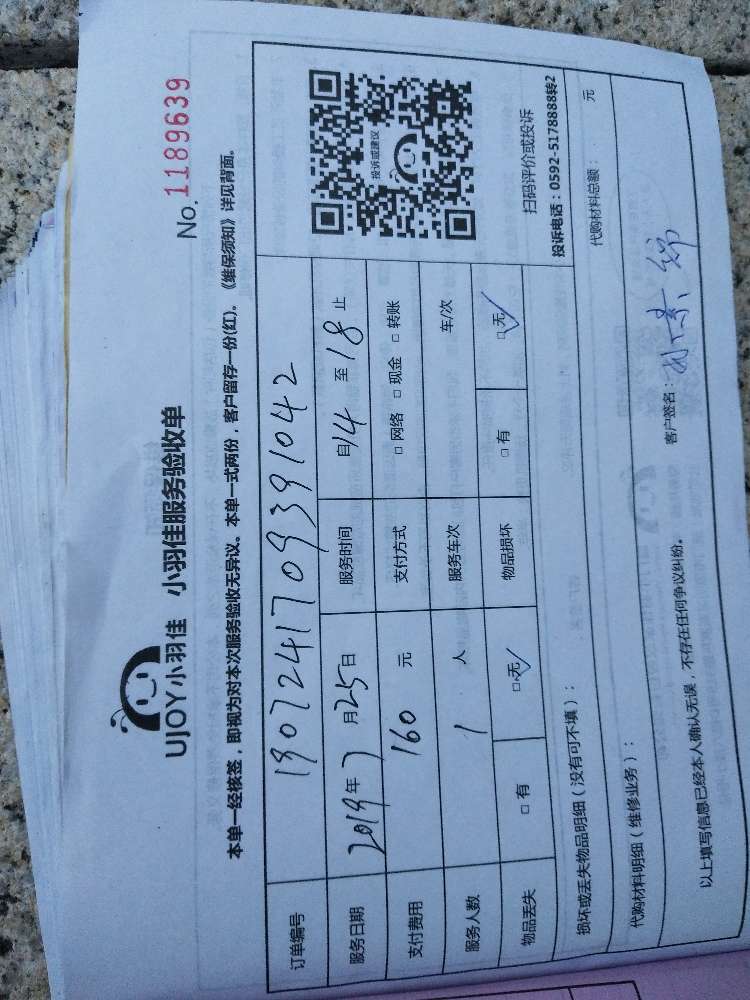 No. 1189639
UJOY小羽佳 小羽佳服务验收单
本单一经核签，即视为对本次服务验收无异议。本单一式两份，客户留存一份(红)。《维保须知》详见背面。
订单编号 1907241709391042
服务日期 2019年7月25日 服务时间 自14至18止
支付费用 160元 支付方式 □网络 □现金 □转账
服务人数 1人 服务车次 车/次
物品丢失 □有 □无✓ 物品损坏 □有 □无✓
投诉或建议
扫码评价或投诉
投诉电话：0592-5178888转2
损坏或丢失物品明细（没有可不填）：
代购材料明细（维修业务）： 代购材料总额： 元
以上填写信息已经本人确认无误，不存在任何争议纠纷。 客户签名：